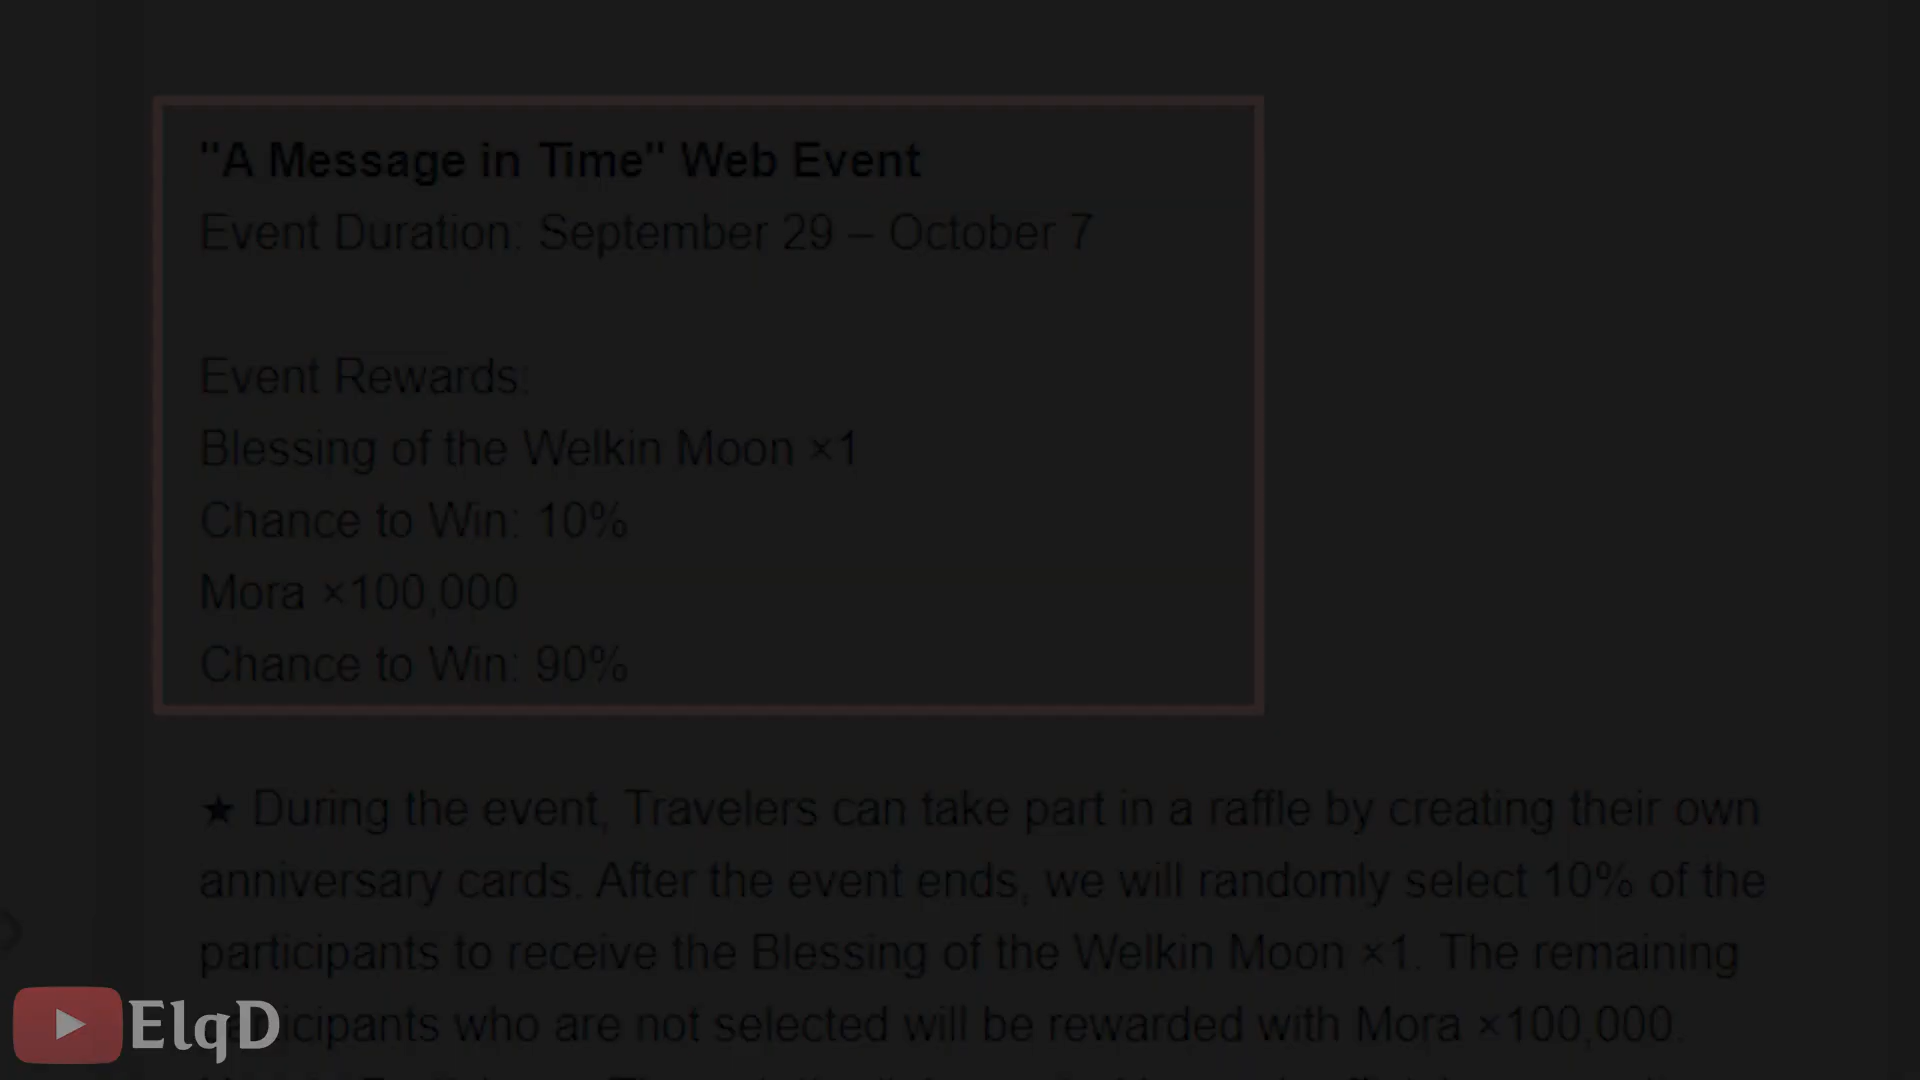 "A Message in Time" Web Event
Event Duration: September 29 – October 7
Event Rewards:
Blessing of the Welkin Moon ×1
Chance to Win: 10%
Mora ×100,000
Chance to Win: 90%
★ During the event, Travelers can take part in a raffle by creating their own
anniversary cards. After the event ends, we will randomly select 10% of the
participants to receive the Blessing of the Welkin Moon ×1. The remaining
participants who are not selected will be rewarded with Mora ×100,000.
ElqD